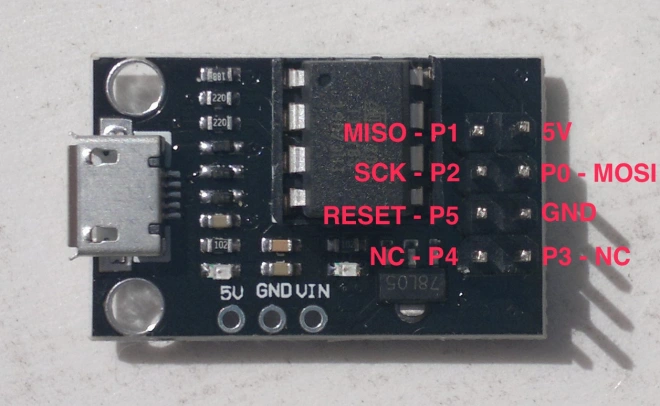 881
220
220
MISO - P1
5V
SCK - P2
P0 - MOSI
RESET - P5
GND
102
NC - P4
P3 - NC
78L05
5V GND VIN